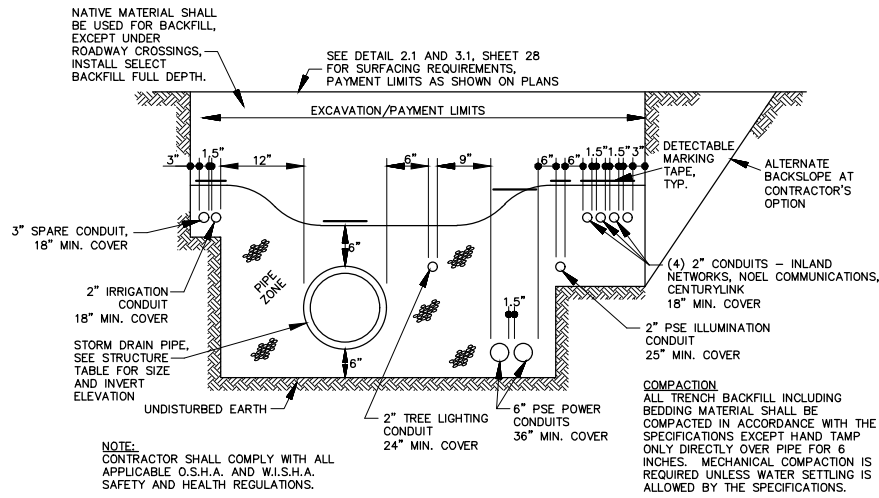 NATIVE MATERIAL SHALL
BE USED FOR BACKFILL,
EXCEPT UNDER
ROADWAY CROSSINGS,
INSTALL SELECT
BACKFILL FULL DEPTH.
SEE DETAIL 2.1 AND 3.1, SHEET 28
FOR SURFACING REQUIREMENTS,
PAYMENT LIMITS AS SHOWN ON PLANS
EXCAVATION/PAYMENT LIMITS
3"
1.5"
12"
6"
9"
6"
6"
1.5"
1.5"
3"
DETECTABLE
MARKING
TAPE,
TYP.
ALTERNATE
BACKSLOPE AT
CONTRACTOR'S
OPTION
3" SPARE CONDUIT,
18" MIN. COVER
2" IRRIGATION
CONDUIT
18" MIN. COVER
PIPE
ZONE
6"
6"
1.5"
(4) 2" CONDUITS – INLAND
NETWORKS, NOEL COMMUNICATIONS,
CENTURYLINK
18" MIN. COVER
2" PSE ILLUMINATION
CONDUIT
25" MIN. COVER
STORM DRAIN PIPE,
SEE STRUCTURE
TABLE FOR SIZE
AND INVERT
ELEVATION
UNDISTURBED EARTH
2" TREE LIGHTING
CONDUIT
24" MIN. COVER
6" PSE POWER
CONDUITS
36" MIN. COVER
NOTE:
CONTRACTOR SHALL COMPLY WITH ALL
APPLICABLE O.S.H.A. AND W.I.S.H.A.
SAFETY AND HEALTH REGULATIONS.
COMPACTION
ALL TRENCH BACKFILL INCLUDING
BEDDING MATERIAL SHALL BE
COMPACTED IN ACCORDANCE WITH THE
SPECIFICATIONS EXCEPT HAND TAMP
ONLY DIRECTLY OVER PIPE FOR 6
INCHES. MECHANICAL COMPACTION IS
REQUIRED UNLESS WATER SETTLING IS
ALLOWED BY THE SPECIFICATIONS.